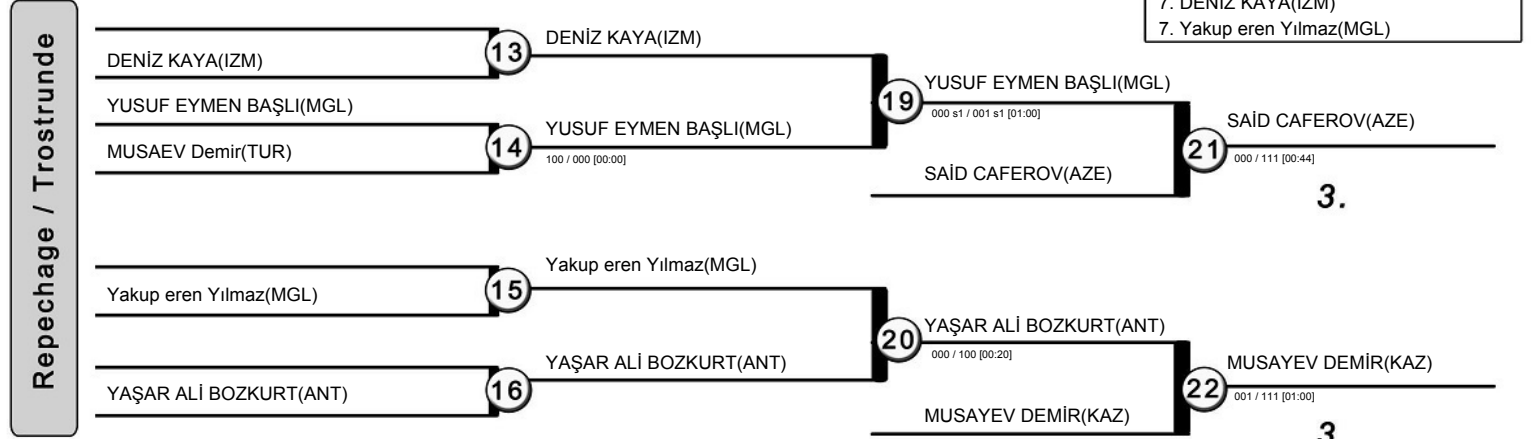 7. DENİZ KAYA(IZM)
7. Yakup eren Yılmaz(MGL)
Repechage / Trostrunde
DENİZ KAYA(IZM)
13
DENİZ KAYA(IZM)
YUSUF EYMEN BAŞLI(MGL)
MUSAEV Demir(TUR)
14
YUSUF EYMEN BAŞLI(MGL)
100 / 000 [00:00]
19
YUSUF EYMEN BAŞLI(MGL)
000 s1 / 001 s1 [01:00]
SAİD CAFEROV(AZE)
21
SAİD CAFEROV(AZE)
000 / 111 [00:44]
3.
Yakup eren Yılmaz(MGL)
15
Yakup eren Yılmaz(MGL)
YAŞAR ALİ BOZKURT(ANT)
16
YAŞAR ALİ BOZKURT(ANT)
20
YAŞAR ALİ BOZKURT(ANT)
000 / 100 [00:20]
MUSAYEV DEMİR(KAZ)
22
MUSAYEV DEMİR(KAZ)
001 / 111 [01:00]
3